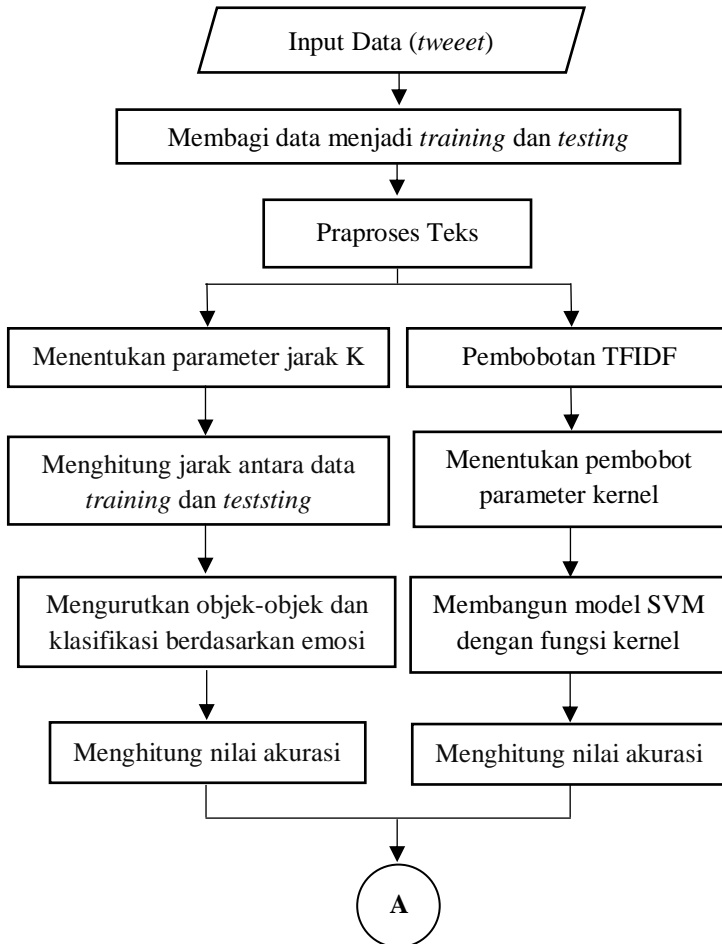 Input Data (tweeet)
Membagi data menjadi training dan testing
Praproses Teks
Menentukan parameter jarak K
Menghitung jarak antara data
training dan teststing
Mengurutkan objek-objek dan
klasifikasi berdasarkan emosi
Menghitung nilai akurasi
Pembobotan TFIDF
Menentukan pembobot
parameter kernel
Membangun model SVM
dengan fungsi kernel
Menghitung nilai akurasi
A